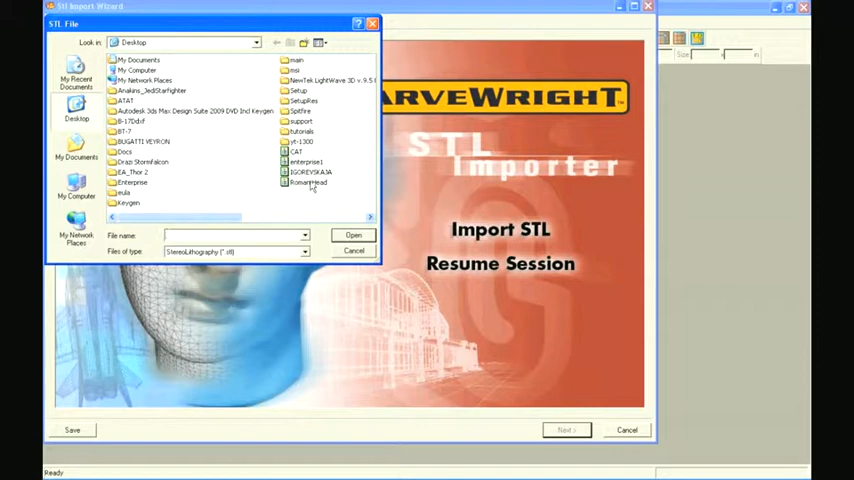 Stl Import Wizard
STL File
Look in:
Desktop
My Recent
Documents
Desktop
My Documents
My Computer
My Network
Places
My Documents
My Computer
My Network Places
Anakins_JediStarfighter
ATAT
Autodesk 3ds Max Design Suite 2009 DVD Incl Keygen
B-17Ddxf
BT-7
BUGATTI VEYRON
Docs
Drazi Stormfalcon
EA_Thor 2
Enterprise
eula
Keygen
main
msi
NewTek LightWave 3D v.9.5
Setup
SetupRes
Spitfire
support
tutorials
yt-1300
CAT
enterprise1
IGOREVSKAJA
RomanHead
File name:
Open
Files of type:
StereoLithography (*.stl)
Cancel
ARVEWRIGHT
STL
Importer
Import STL
Resume Session
Save
Next >
Cancel
Size:
x
in
Ready